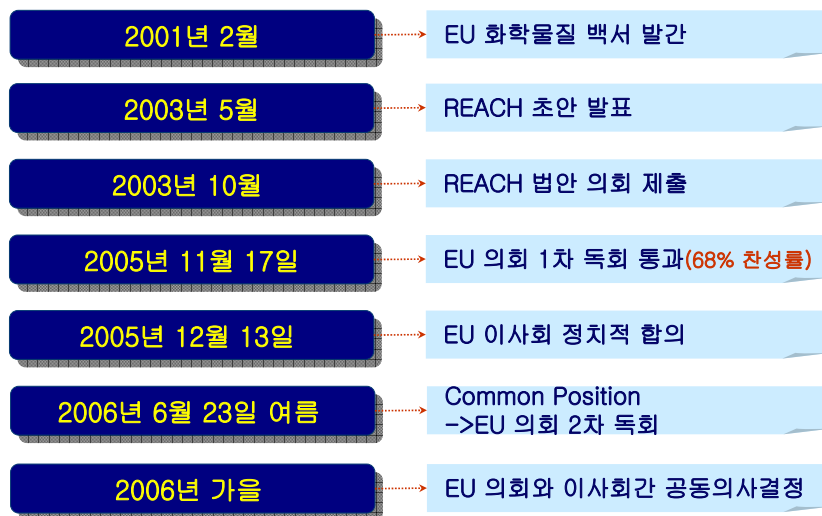 2001년 2월
EU 화학물질 백서 발간
2003년 5월
REACH 초안 발표
2003년 10월
REACH 법안 의회 제출
2005년 11월 17일
EU 의회 1차 독회 통과(68% 찬성률)
2005년 12월 13일
EU 이사회 정치적 합의
2006년 6월 23일 여름
Common Position
->EU 의회 2차 독회
2006년 가을
EU 의회와 이사회간 공동의사결정